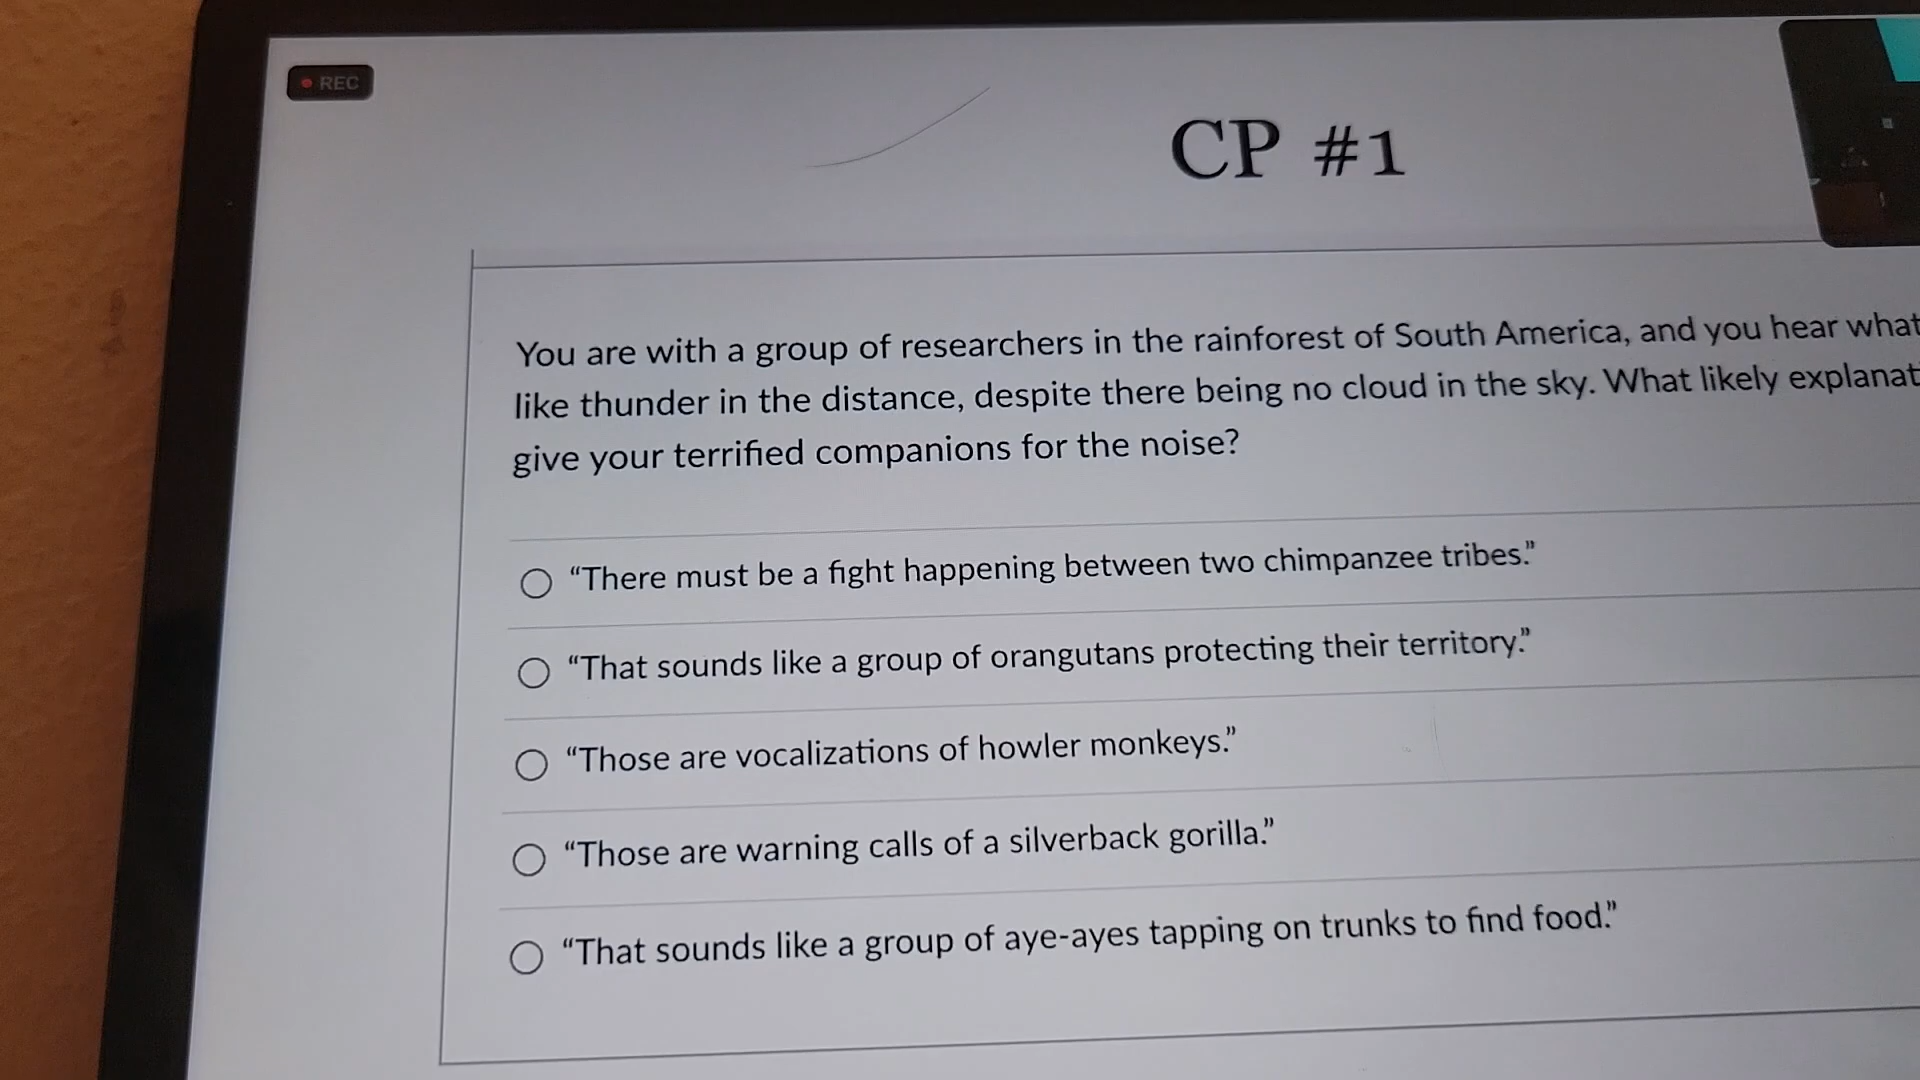 REC
CP #1
You are with a group of researchers in the rainforest of South America, and you hear what
like thunder in the distance, despite there being no cloud in the sky. What likely explanat
give your terrified companions for the noise?
“There must be a fight happening between two chimpanzee tribes.”
“That sounds like a group of orangutans protecting their territory.”
“Those are vocalizations of howler monkeys.”
“Those are warning calls of a silverback gorilla.”
“That sounds like a group of aye-ayes tapping on trunks to find food.”